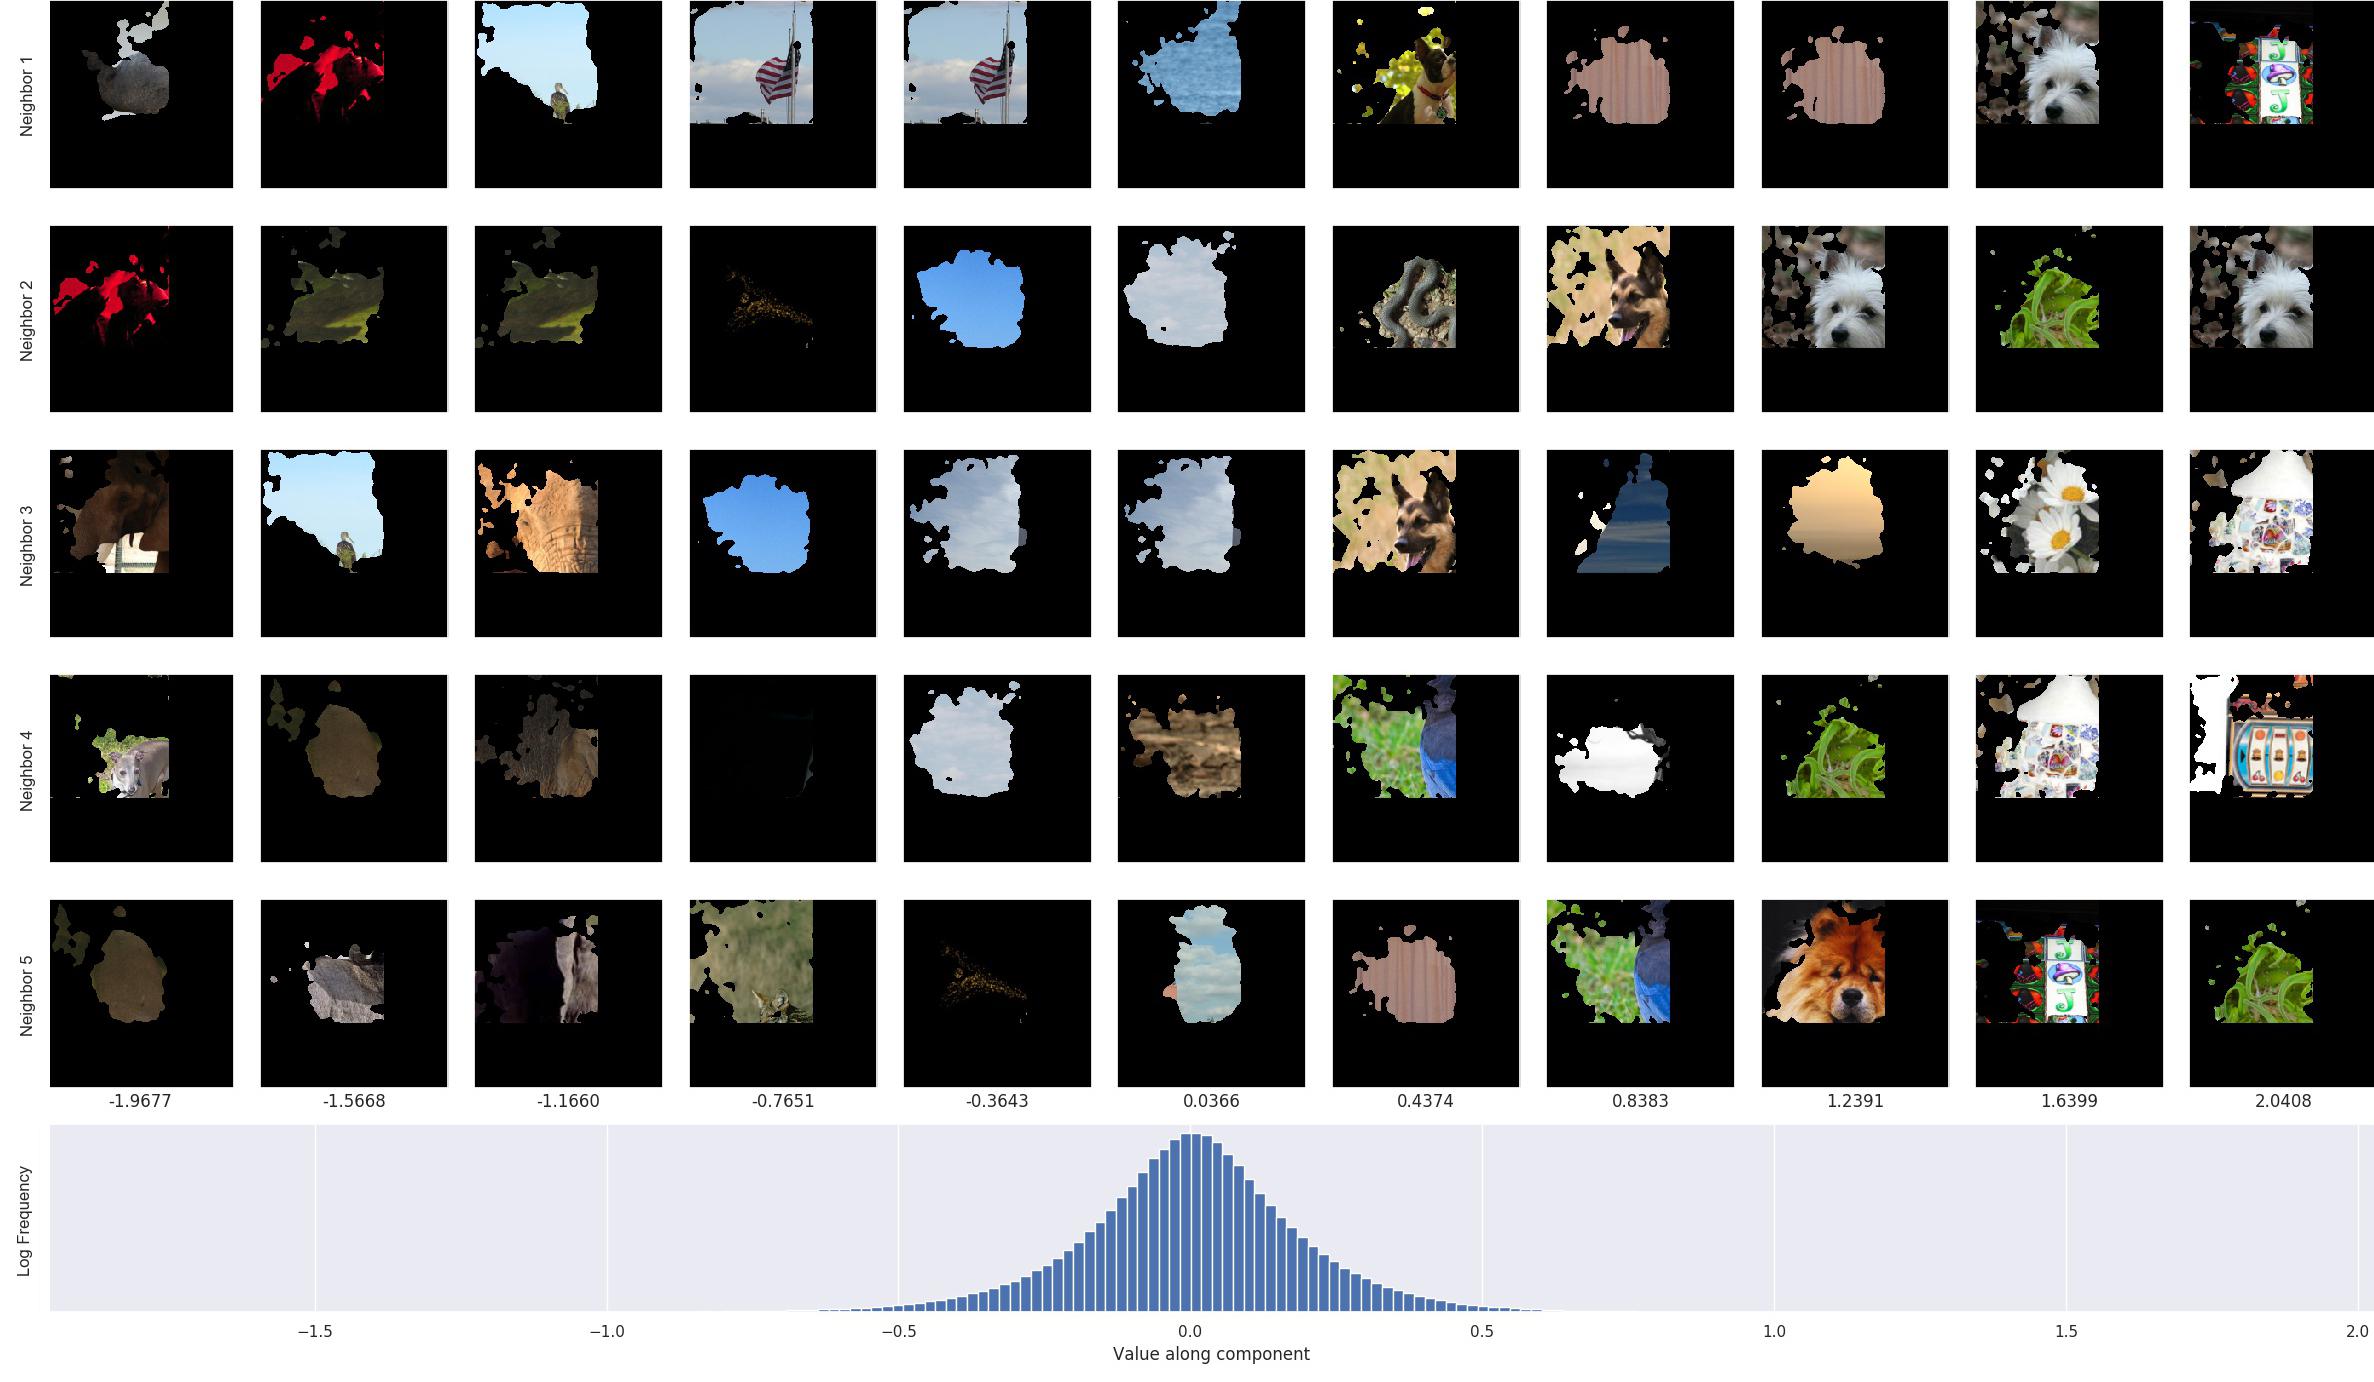 Neighbor 1
Neighbor 2
Neighbor 3
Neighbor 4
Neighbor 5
-1.9677 -1.5668 -1.1660 -0.7651 -0.3643 0.0366 0.4374 0.8383 1.2391 1.6399 2.0408
Log Frequency
−1.5 −1.0 −0.5 0.0 0.5 1.0 1.5 2.0
Value along component